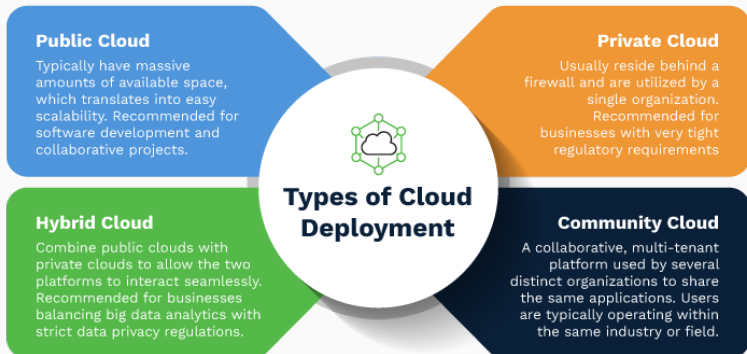 Public Cloud
Typically have massive
amounts of available space,
which translates into easy
scalability. Recommended for
software development and
collaborative projects.
Private Cloud
Usually reside behind a
firewall and are utilized by a
single organization.
Recommended for
businesses with very tight
regulatory requirements
Types of Cloud
Deployment
Hybrid Cloud
Combine public clouds with
private clouds to allow the two
platforms to interact seamlessly.
Recommended for businesses
balancing big data analytics with
strict data privacy regulations.
Community Cloud
A collaborative, multi-tenant
platform used by several
distinct organizations to share
the same applications. Users
are typically operating within
the same industry or field.